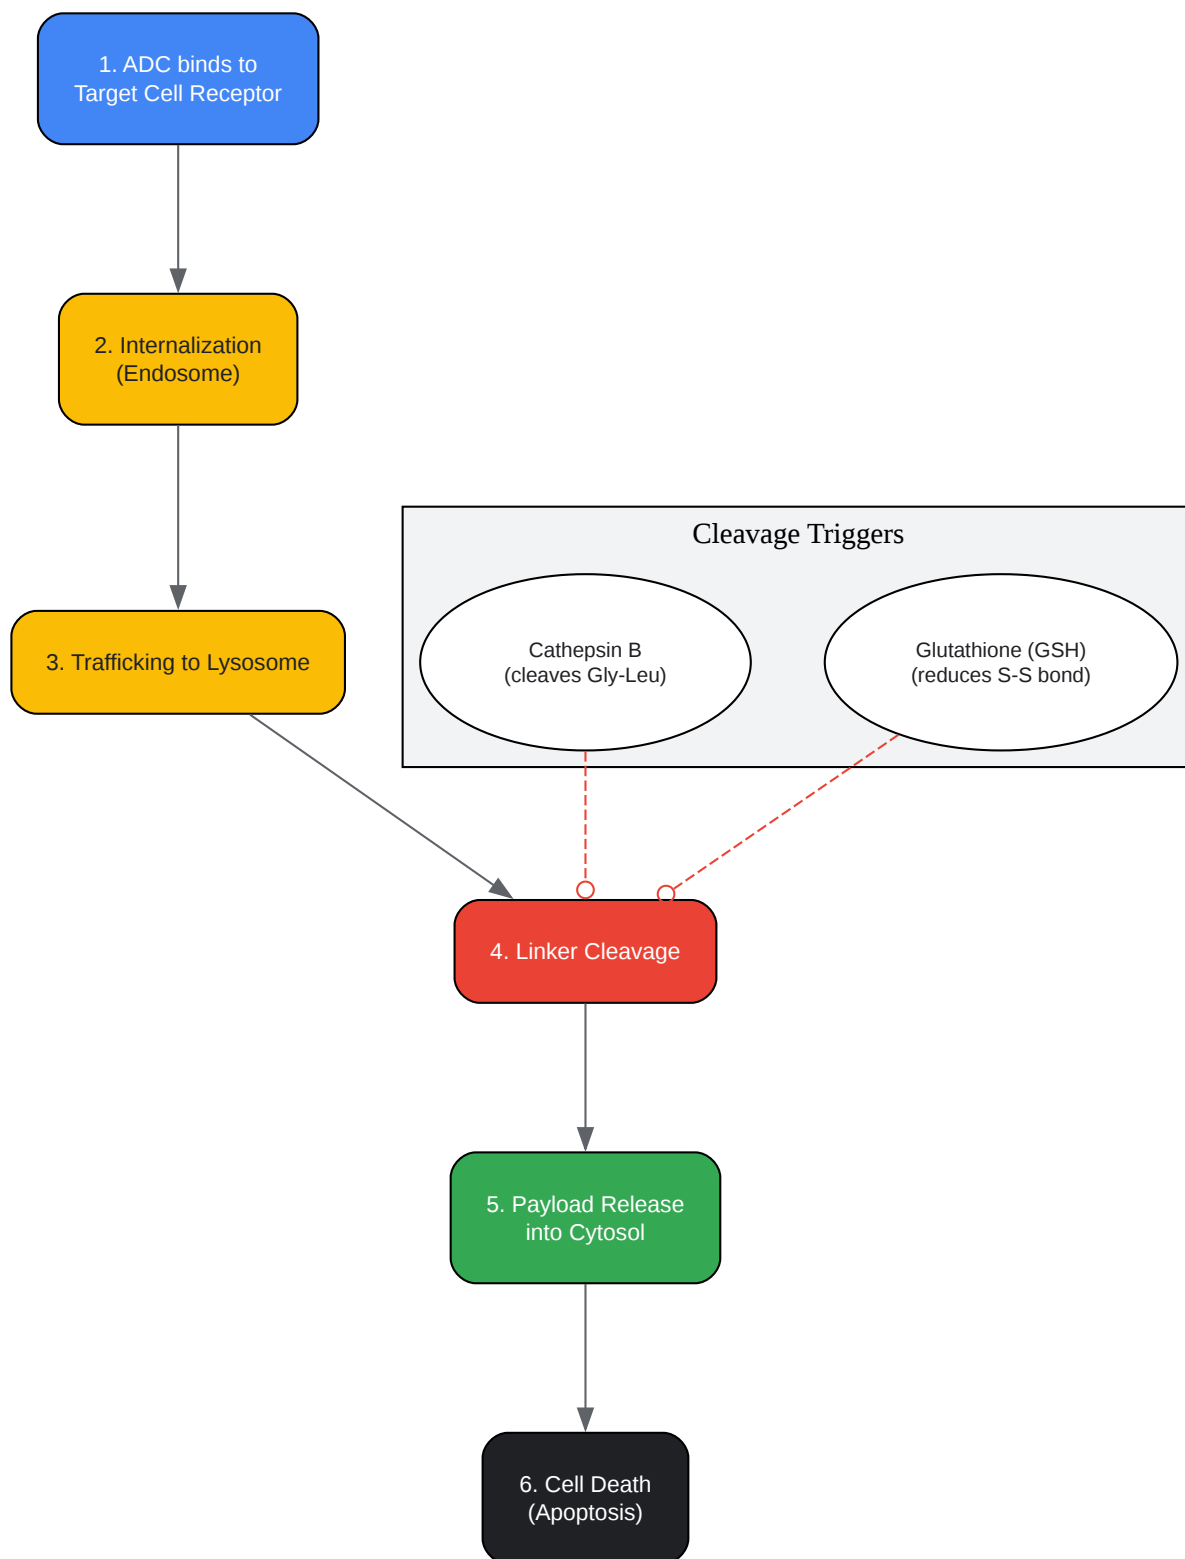 1. ADC binds to
Target Cell Receptor
2. Internalization
(Endosome)
3. Trafficking to Lysosome
Cleavage Triggers
Cathepsin B
(cleaves Gly-Leu)
Glutathione (GSH)
(reduces S-S bond)
4. Linker Cleavage
5. Payload Release
into Cytosol
6. Cell Death
(Apoptosis)